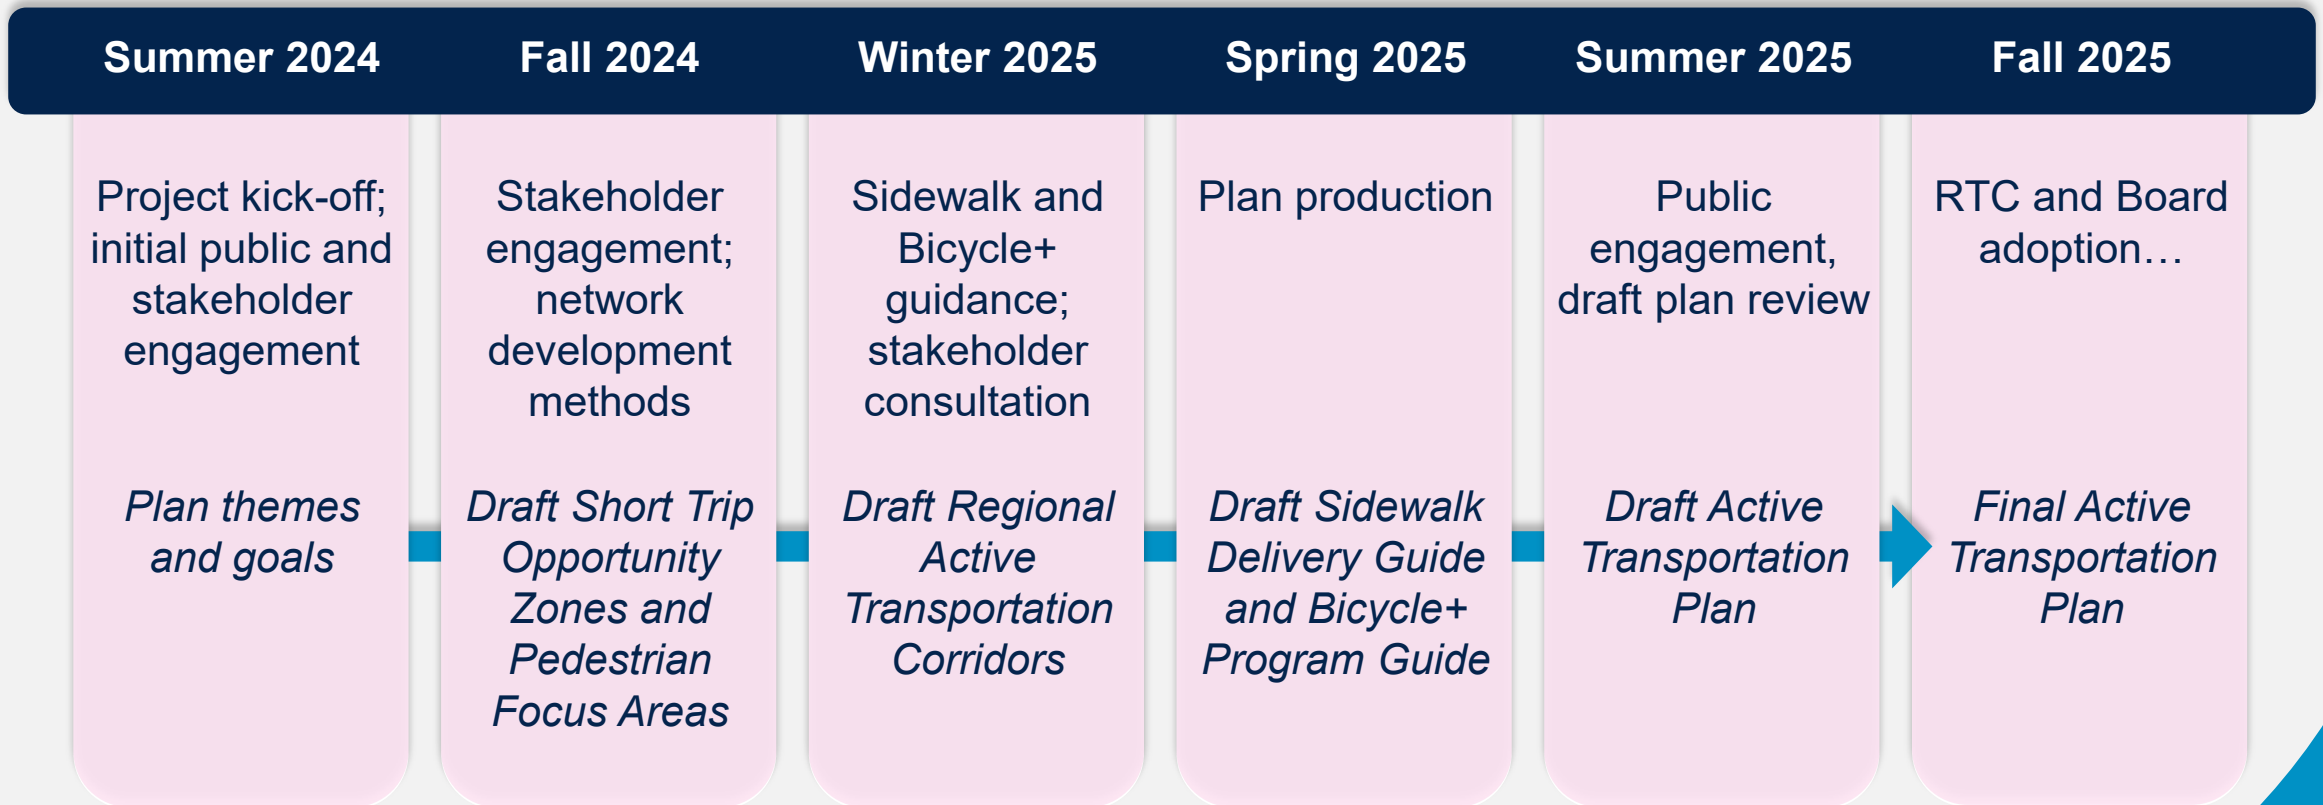 Summer 2024
Fall 2024
Winter 2025
Spring 2025
Summer 2025
Fall 2025
Project kick-off;
initial public and
stakeholder
engagement
Plan themes
and goals
Stakeholder
engagement;
network
development
methods
Draft Short Trip
Opportunity
Zones and
Pedestrian
Focus Areas
Sidewalk and
Bicycle+
guidance;
stakeholder
consultation
Draft Regional
Active
Transportation
Corridors
Plan production
Draft Sidewalk
Delivery Guide
and Bicycle+
Program Guide
Public
engagement,
draft plan review
Draft Active
Transportation
Plan
RTC and Board
adoption…
Final Active
Transportation
Plan